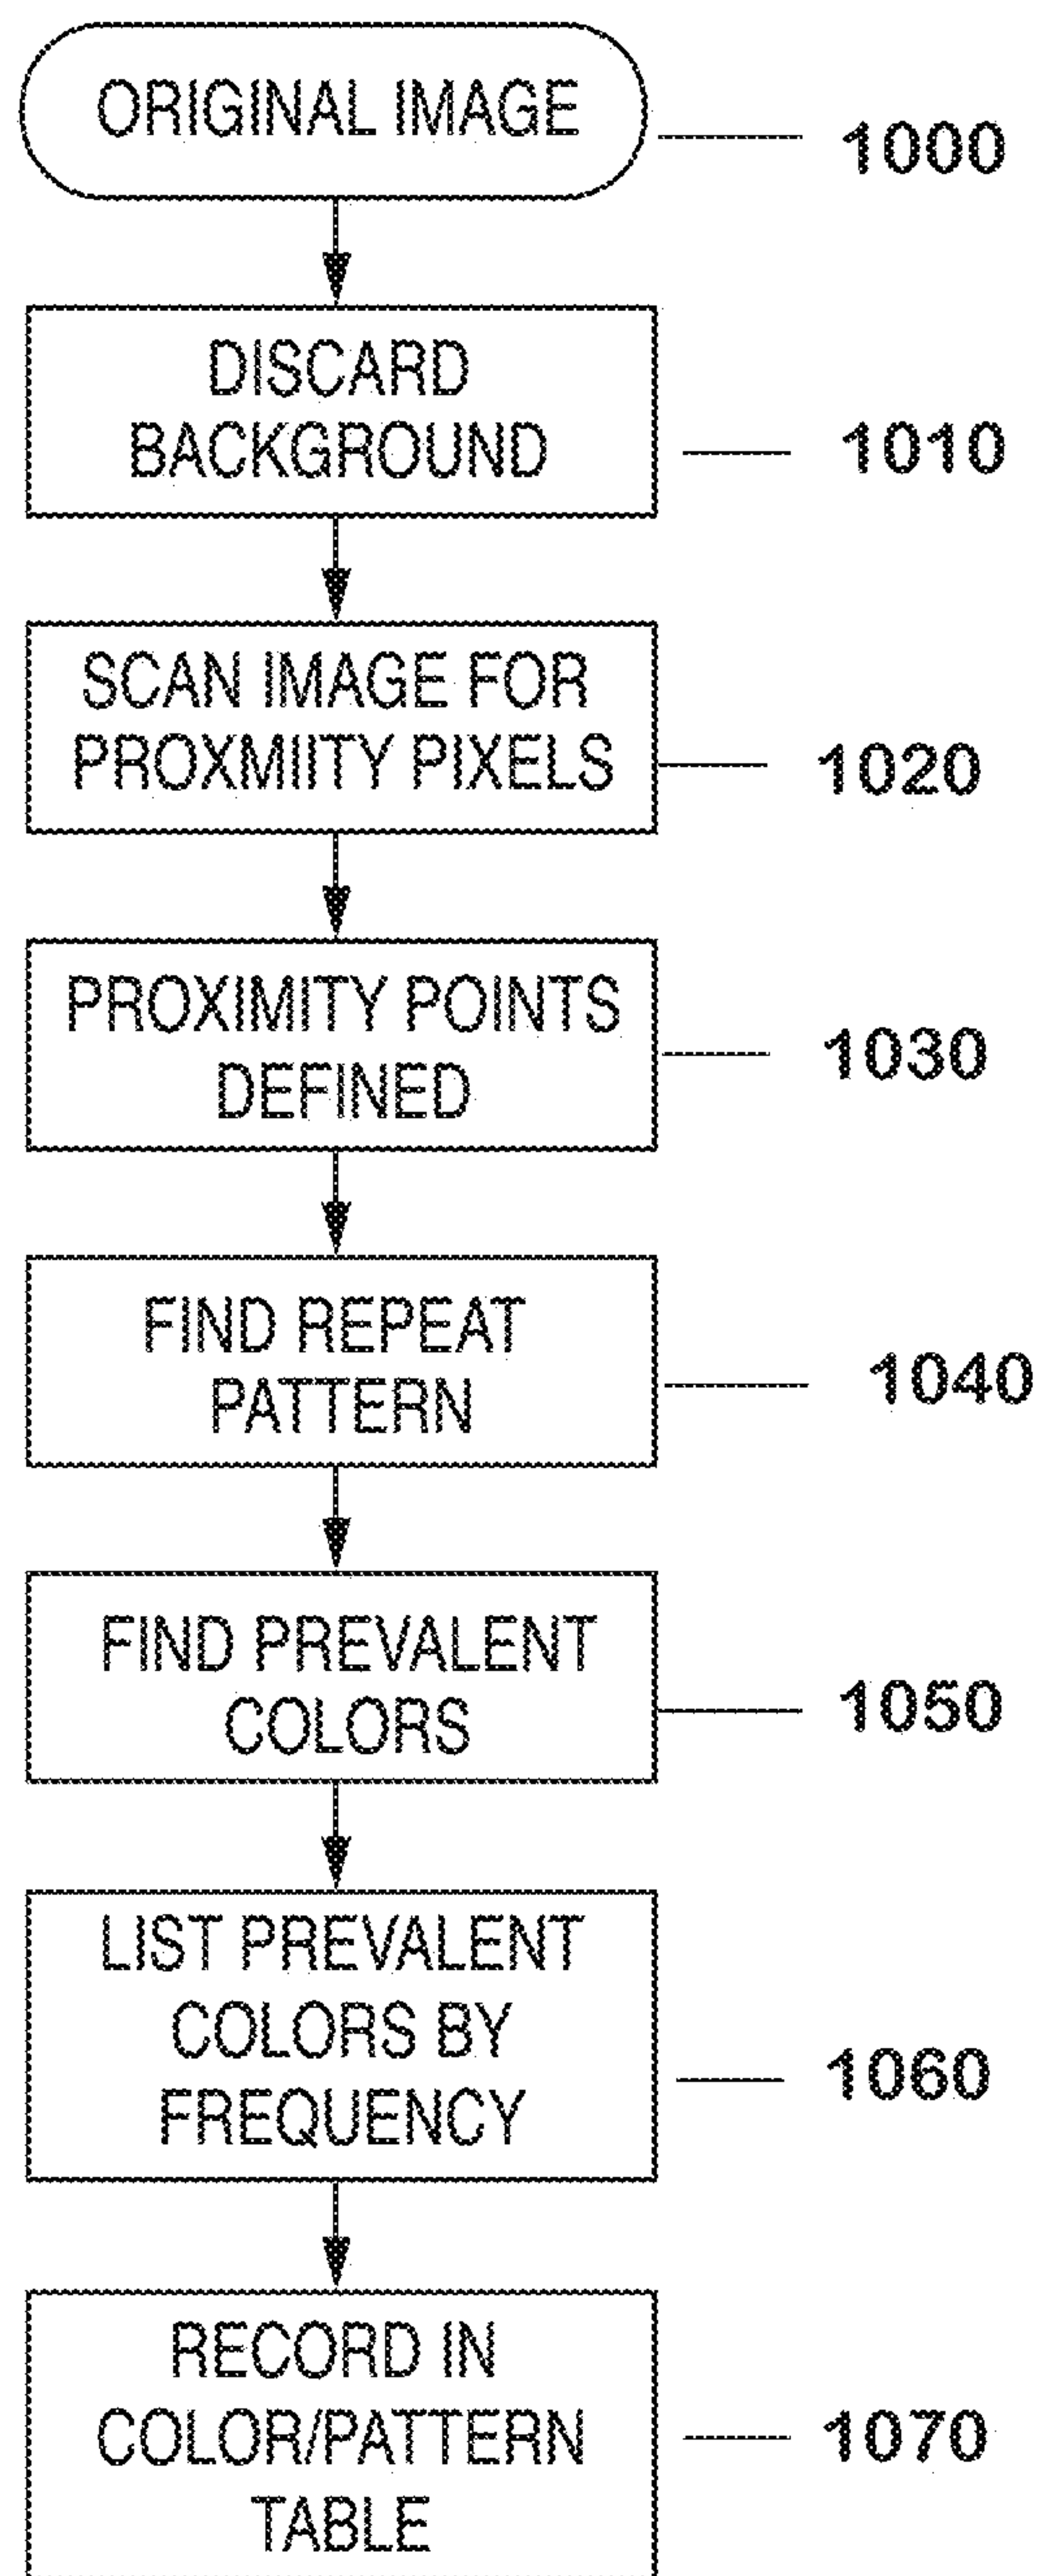 ORIGINAL IMAGE
1000
DISCARD
BACKGROUND
1010
SCAN IMAGE FOR
PROXMIITY PIXELS
1020
PROXIMITY POINTS
DEFINED
1030
FIND REPEAT
PATTERN
1040
FIND PREVALENT
COLORS
1050
LIST PREVALENT
COLORS BY
FREQUENCY
1060
RECORD IN
COLOR/PATTERN
TABLE
1070